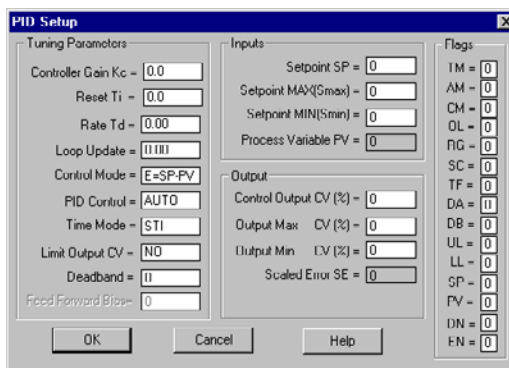 PID Setup
Tuning Parameters
Controller Gain Kc = 0.0
Reset Ti = 0.0
Rate Td = 0.00
Loop Update = 0.00
Control Mode = E=SP-PV
PID Control = AUTO
Time Mode = STI
Limit Output CV = NO
Deadband = 0
Feed Forward Bias= 0
Inputs
Setpoint SP = 0
Setpoint MAX(Smax) = 0
Setpoint MIN(Smin) = 0
Process Variable PV = 0
Output
Control Output CV (%) = 0
Output Max CV (%) = 0
Output Min CV (%) = 0
Scaled Error SE = 0
Flags
TM = 0
AM = 0
CM = 0
OL = 0
RG = 0
SC = 0
TF = 0
DA = 0
DB = 0
UL = 0
LL = 0
SP = 0
PV = 0
DN = 0
EN = 0
OK
Cancel
Help